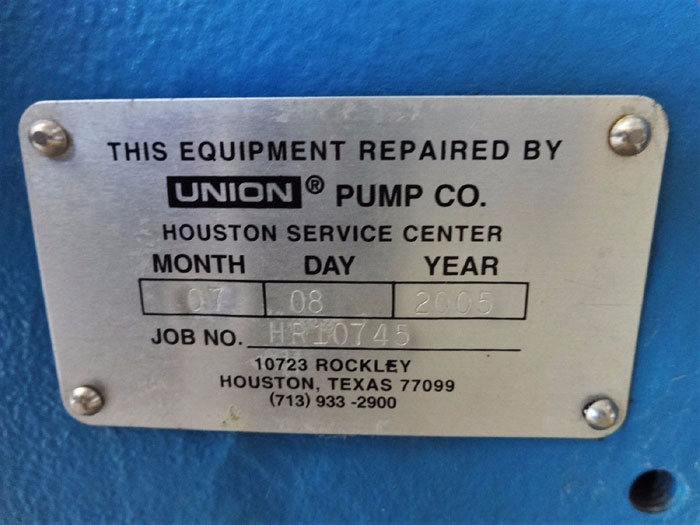 THIS EQUIPMENT REPAIRED BY
UNION® PUMP CO.
HOUSTON SERVICE CENTER
MONTH DAY YEAR
07 08 2005
JOB NO. HR10745
10723 ROCKLEY
HOUSTON, TEXAS 77099
(713) 933-2900